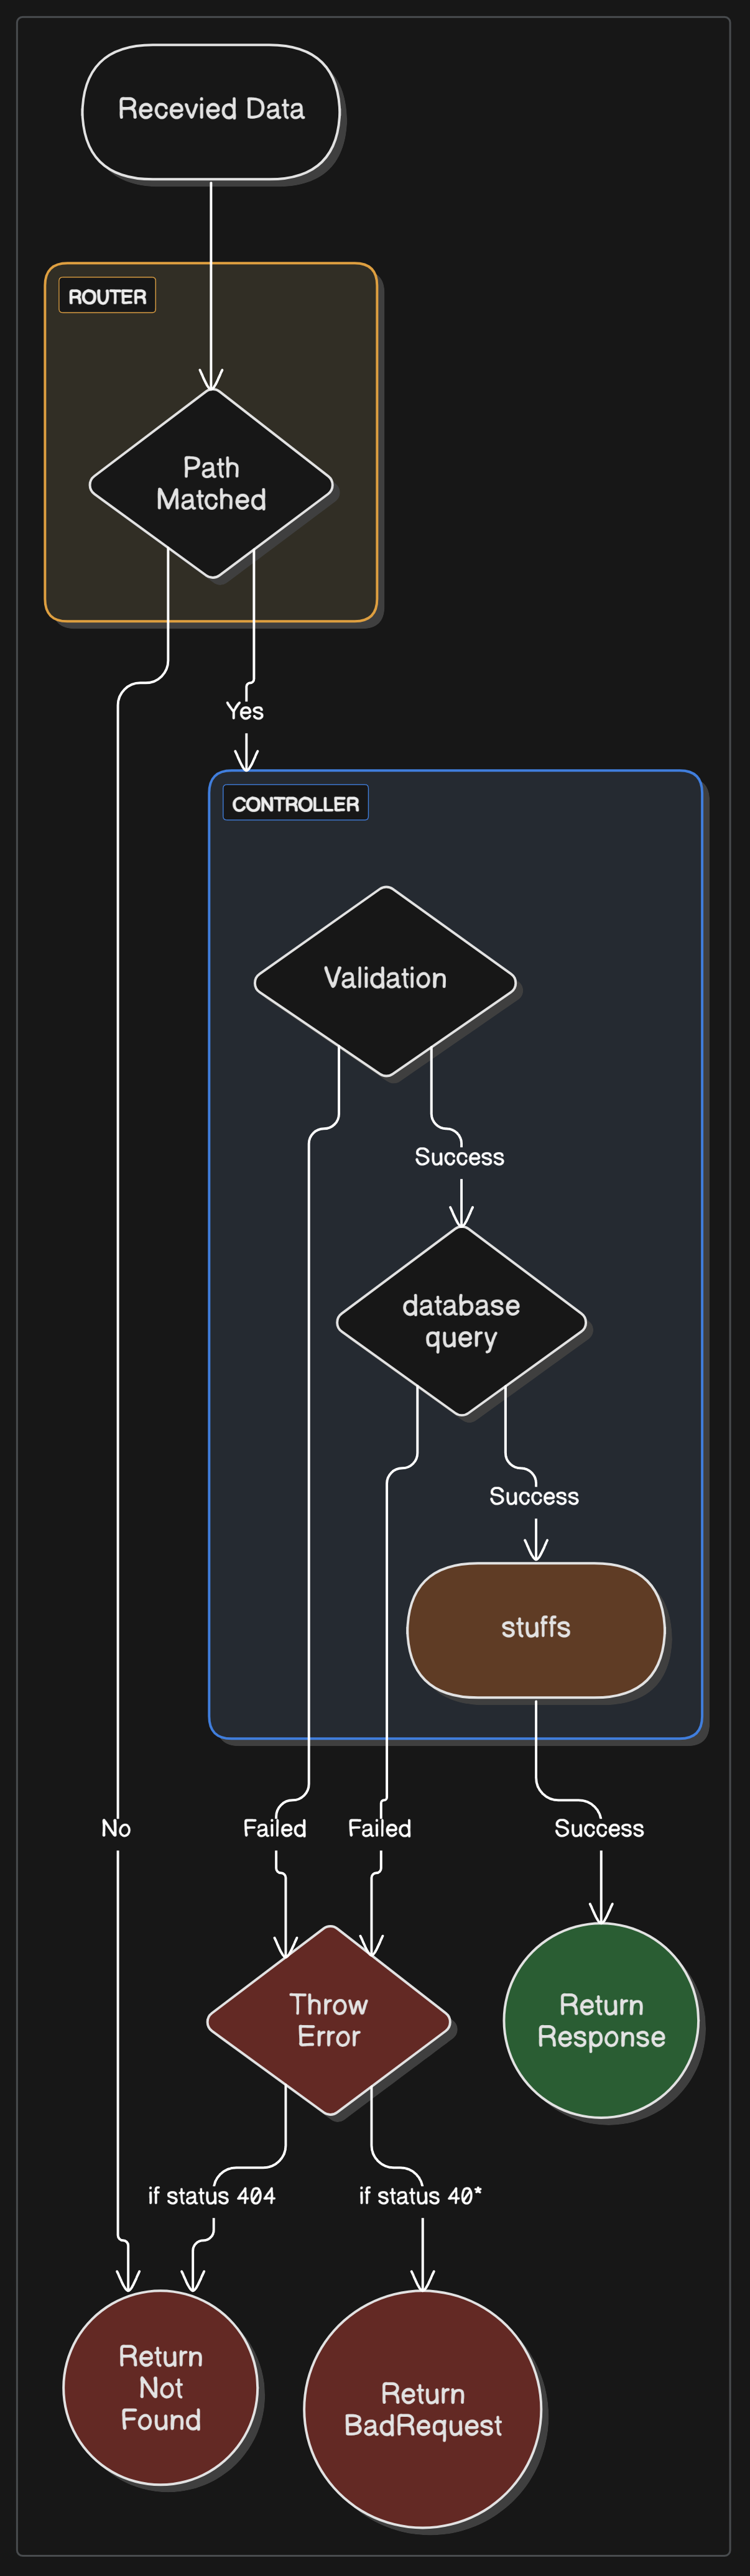 Recevied Data
ROUTER
Path
Matched
Yes
CONTROLLER
Validation
Success
database
query
Success
stuffs
No
Failed
Failed
Success
Throw
Error
Return
Response
if status 404
if status 40*
Return
Not
Found
Return
BadRequest